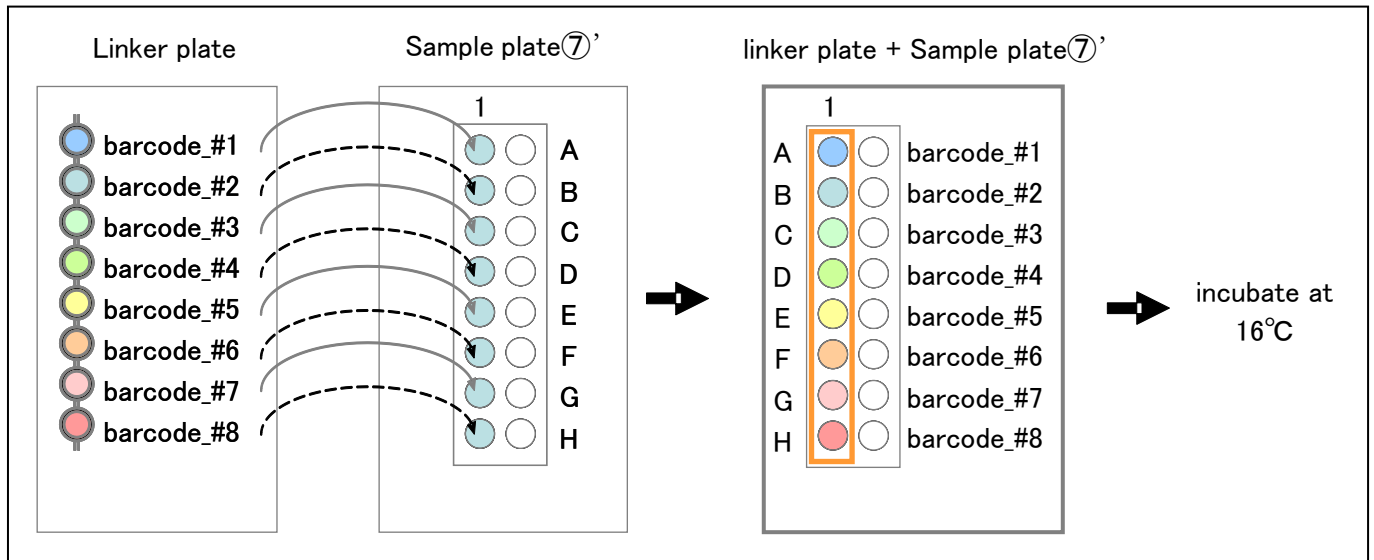 Linker plate
Sample plate⑦’
linker plate + Sample plate⑦’
barcode_#1
barcode_#2
barcode_#3
barcode_#4
barcode_#5
barcode_#6
barcode_#7
barcode_#8
1
A
B
C
D
E
F
G
H
1
A barcode_#1
B barcode_#2
C barcode_#3
D barcode_#4
E barcode_#5
F barcode_#6
G barcode_#7
H barcode_#8
incubate at
16℃